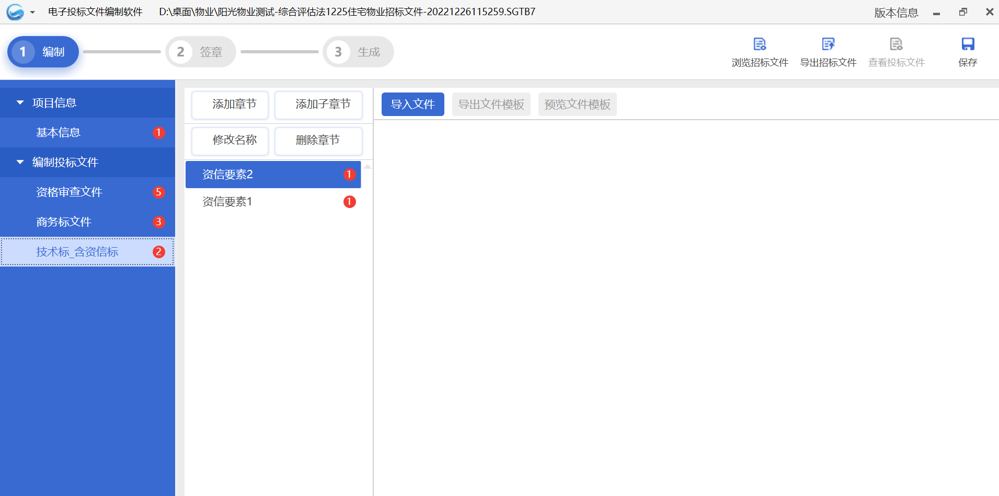 电子投标文件编制软件 D:\桌面\物业\阳光物业测试-综合评估法1225住宅物业招标文件-20221226115259.SGTB7 版本信息
1 编制 2 签章 3 生成
浏览招标文件 导出招标文件 查看投标文件 保存
项目信息
基本信息 1
编制投标文件
资格审查文件 5
商务标文件 3
技术标_含资信标 2
添加章节 添加子章节
修改名称 删除章节
资信要素2 1
资信要素1 1
导入文件 导出文件模板 预览文件模板